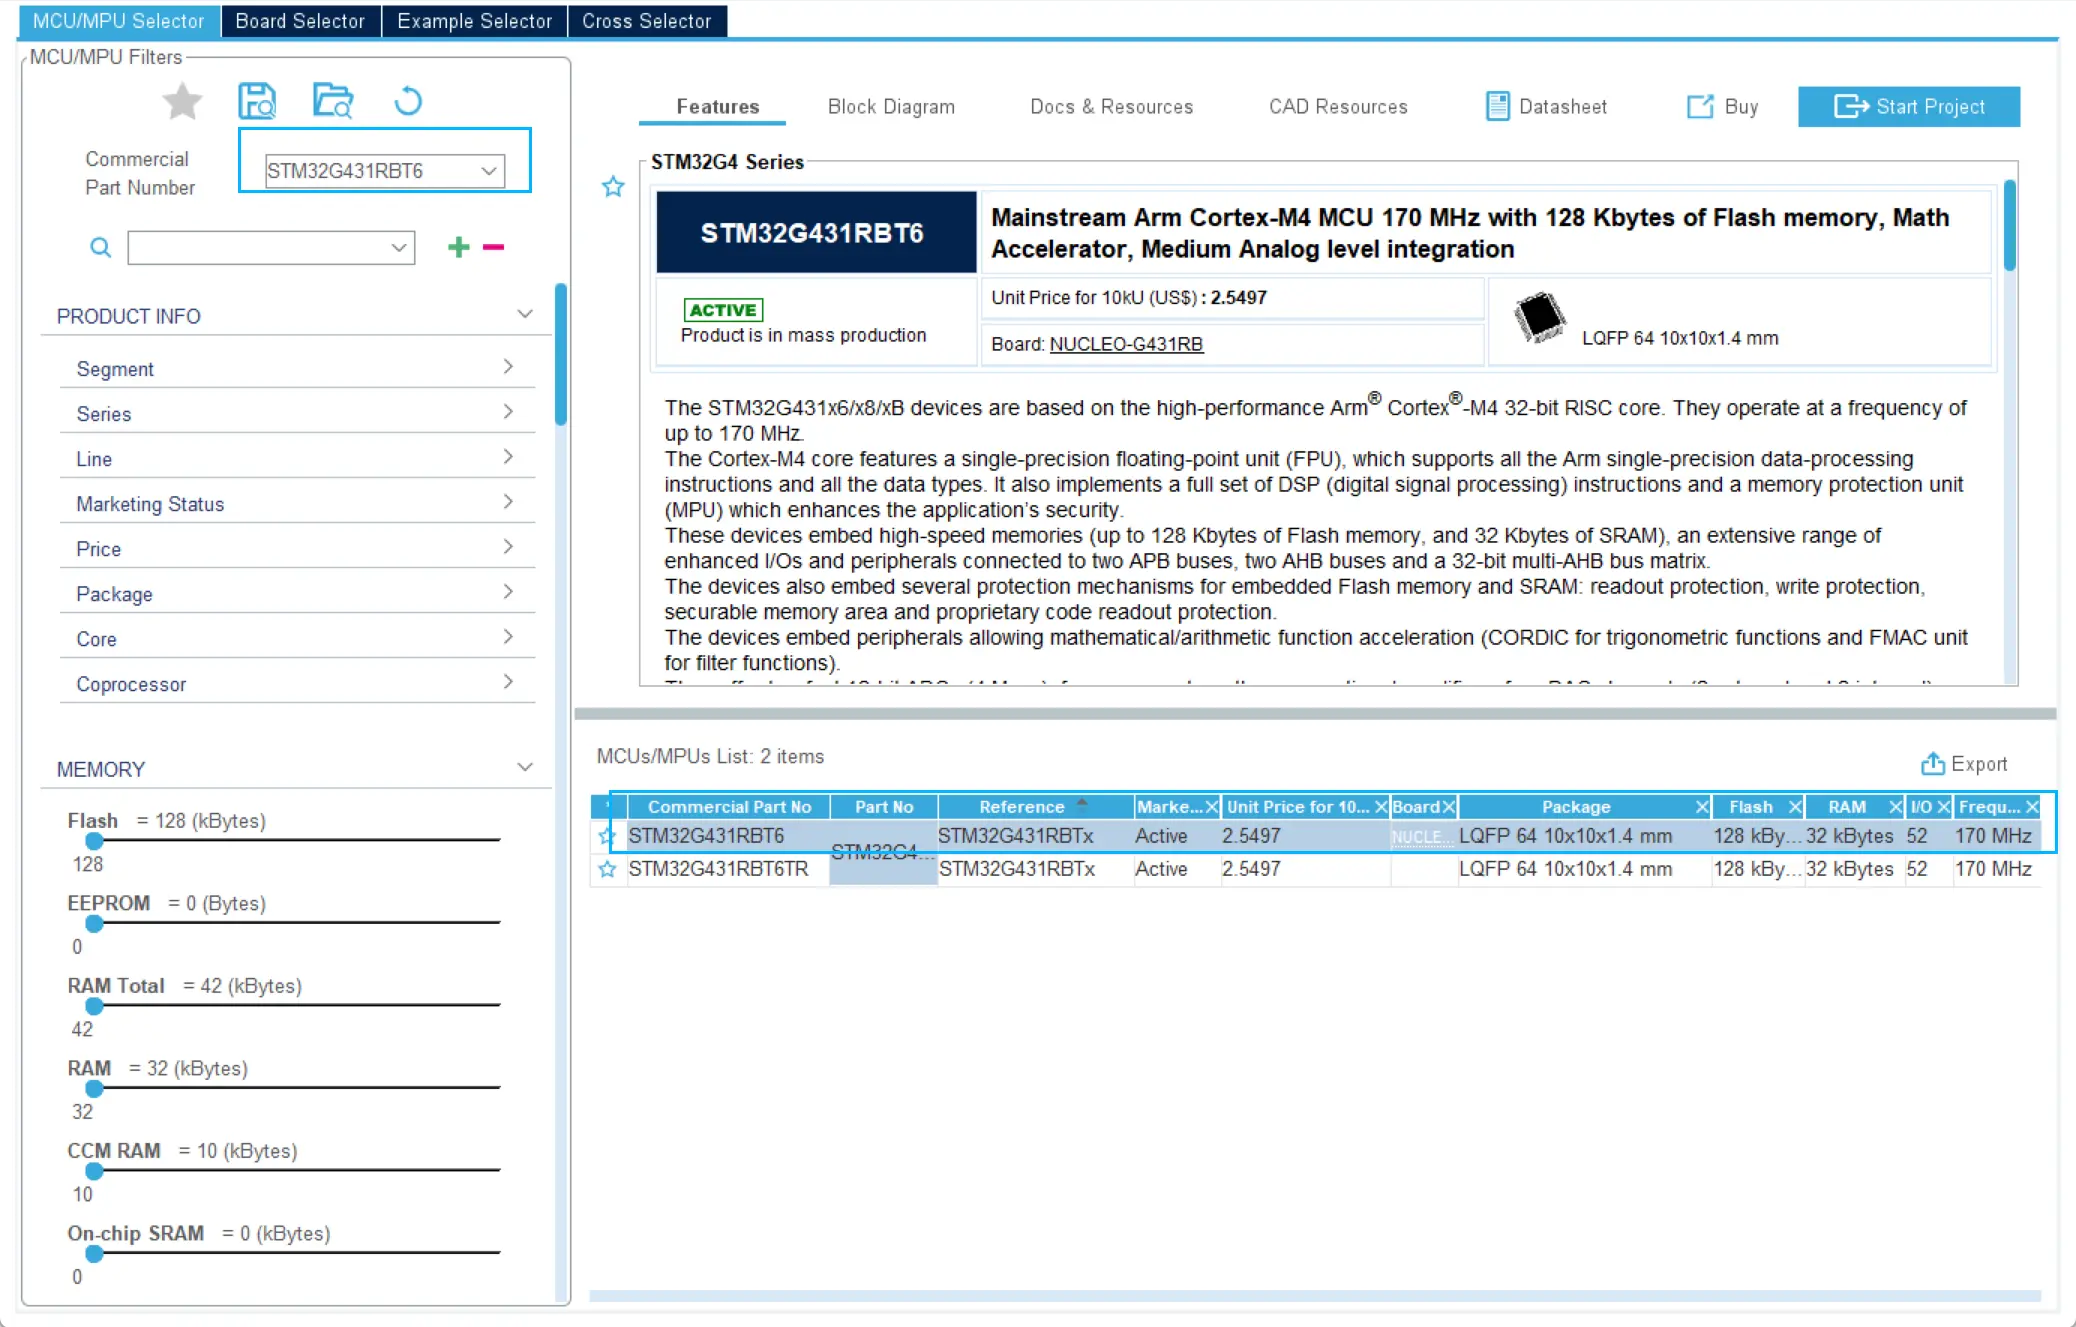 MCU/MPU Selector Board Selector Example Selector Cross Selector
MCU/MPU Filters
Commercial
Part Number
STM32G431RBT6
PRODUCT INFO
Segment
Series
Line
Marketing Status
Price
Package
Core
Coprocessor
MEMORY
Flash = 128 (kBytes)
128
EEPROM = 0 (Bytes)
0
RAM Total = 42 (kBytes)
42
RAM = 32 (kBytes)
32
CCM RAM = 10 (kBytes)
10
On-chip SRAM = 0 (kBytes)
0
Features Block Diagram Docs & Resources CAD Resources Datasheet Buy Start Project
STM32G4 Series
STM32G431RBT6
Mainstream Arm Cortex-M4 MCU 170 MHz with 128 Kbytes of Flash memory, Math
Accelerator, Medium Analog level integration
ACTIVE
Product is in mass production
Unit Price for 10kU (US$) : 2.5497
Board: NUCLEO-G431RB
LQFP 64 10x10x1.4 mm
The STM32G431x6/x8/xB devices are based on the high-performance Arm® Cortex®-M4 32-bit RISC core. They operate at a frequency of
up to 170 MHz.
The Cortex-M4 core features a single-precision floating-point unit (FPU), which supports all the Arm single-precision data-processing
instructions and all the data types. It also implements a full set of DSP (digital signal processing) instructions and a memory protection unit
(MPU) which enhances the application's security.
These devices embed high-speed memories (up to 128 Kbytes of Flash memory, and 32 Kbytes of SRAM), an extensive range of
enhanced I/Os and peripherals connected to two APB buses, two AHB buses and a 32-bit multi-AHB bus matrix.
The devices also embed several protection mechanisms for embedded Flash memory and SRAM: readout protection, write protection,
securable memory area and proprietary code readout protection.
The devices embed peripherals allowing mathematical/arithmetic function acceleration (CORDIC for trigonometric functions and FMAC unit
for filter functions).
MCUs/MPUs List: 2 items
Export
* Commercial Part No Part No Reference Marke... Unit Price for 10... Board Package Flash RAM I/O Frequ...
STM32G431RBT6 STM32G4... STM32G431RBTx Active 2.5497 NUCLE... LQFP 64 10x10x1.4 mm 128 kBy... 32 kBytes 52 170 MHz
STM32G431RBT6TR STM32G431RBTx Active 2.5497 LQFP 64 10x10x1.4 mm 128 kBy... 32 kBytes 52 170 MHz